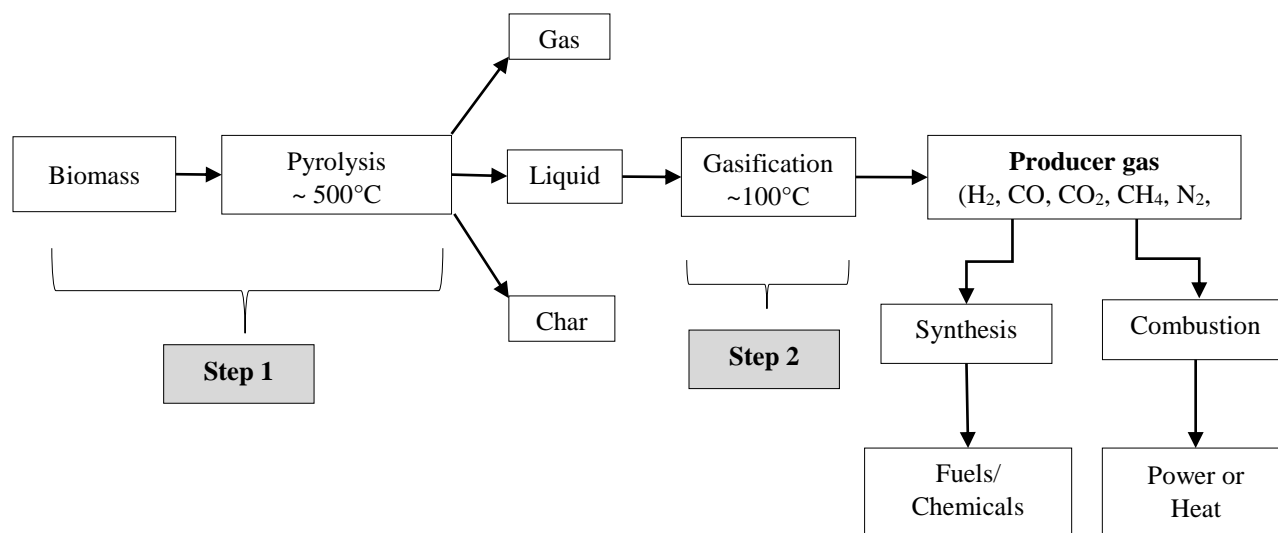 Gas
Biomass
Pyrolysis
~ 500°C
Liquid
Gasification
~100°C
Producer gas
(H₂, CO, CO₂, CH₄, N₂,
Char
Step 1
Step 2
Synthesis
Combustion
Fuels/
Chemicals
Power or
Heat